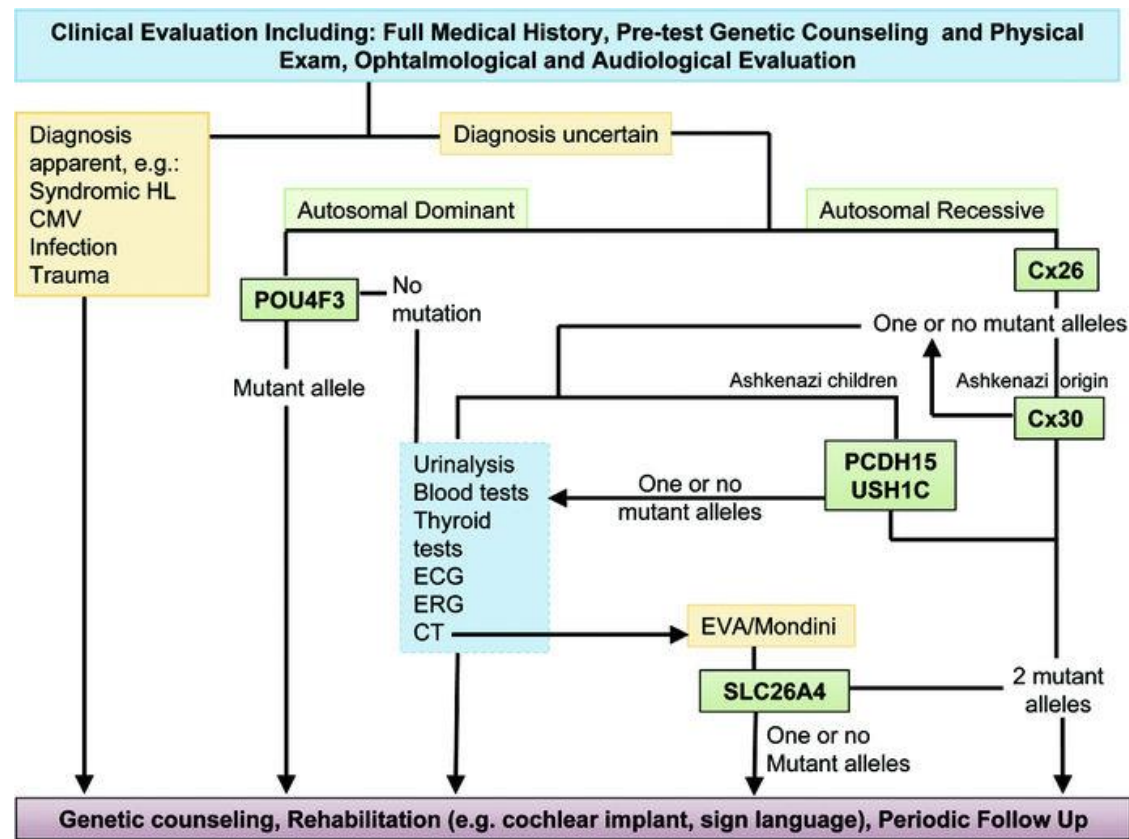 Clinical Evaluation Including: Full Medical History, Pre-test Genetic Counseling and Physical
Exam, Ophtalmological and Audiological Evaluation
Diagnosis
apparent, e.g.:
Syndromic HL
CMV
Infection
Trauma
Diagnosis uncertain
Autosomal Dominant
Autosomal Recessive
Cx26
POU4F3
No
mutation
One or no mutant alleles
Mutant allele
Ashkenazi children
Ashkenazi origin
Cx30
Urinalysis
Blood tests
Thyroid
tests
ECG
ERG
CT
One or no
mutant alleles
PCDH15
USH1C
EVA/Mondini
SLC26A4
2 mutant
alleles
One or no
Mutant alleles
Genetic counseling, Rehabilitation (e.g. cochlear implant, sign language), Periodic Follow Up